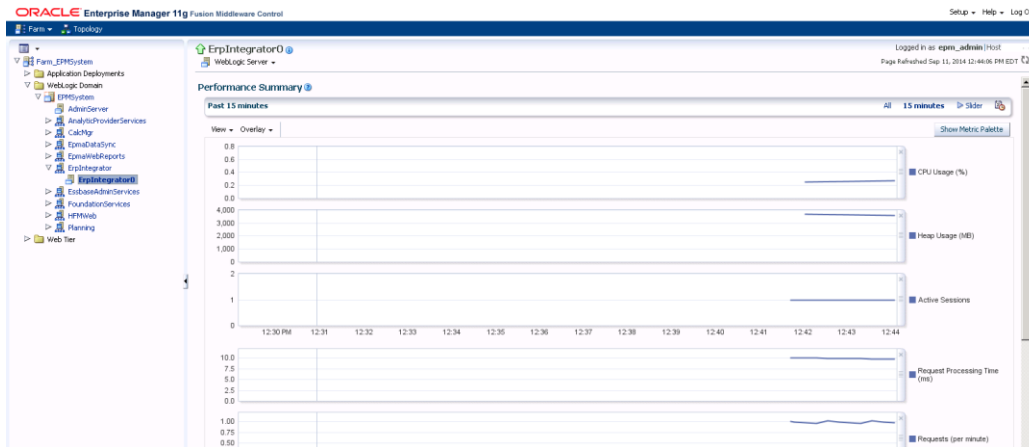 ORACLE Enterprise Manager 11g Fusion Middleware Control
Setup Help Log O
Farm Topology
Farm_EPMSystem
Application Deployments
WebLogic Domain
EPMSystem
AdminServer
AnalyticProviderServices
CalcMgr
EpmaDataSync
EpmaWebReports
ErpIntegrator
ErpIntegrator0
EssbaseAdminServices
FoundationServices
HFMWeb
Planning
Web Tier
ErpIntegrator0
WebLogic Server
Logged in as epm_admin|Host
Page Refreshed Sep 11, 2014 12:44:06 PM EDT
Performance Summary
Past 15 minutes
All 15 minutes Slider
View Overlay
Show Metric Palette
0.8
0.6
0.4
0.2
0.0
CPU Usage (%)
4,000
3,000
2,000
1,000
0
Heap Usage (MB)
2
1
0
Active Sessions
12:30 PM 12:31 12:32 12:33 12:34 12:35 12:36 12:37 12:38 12:39 12:40 12:41 12:42 12:43 12:44
10.0
7.5
5.0
2.5
0.0
Request Processing Time
(ms)
1.00
0.75
0.50
Requests (per minute)